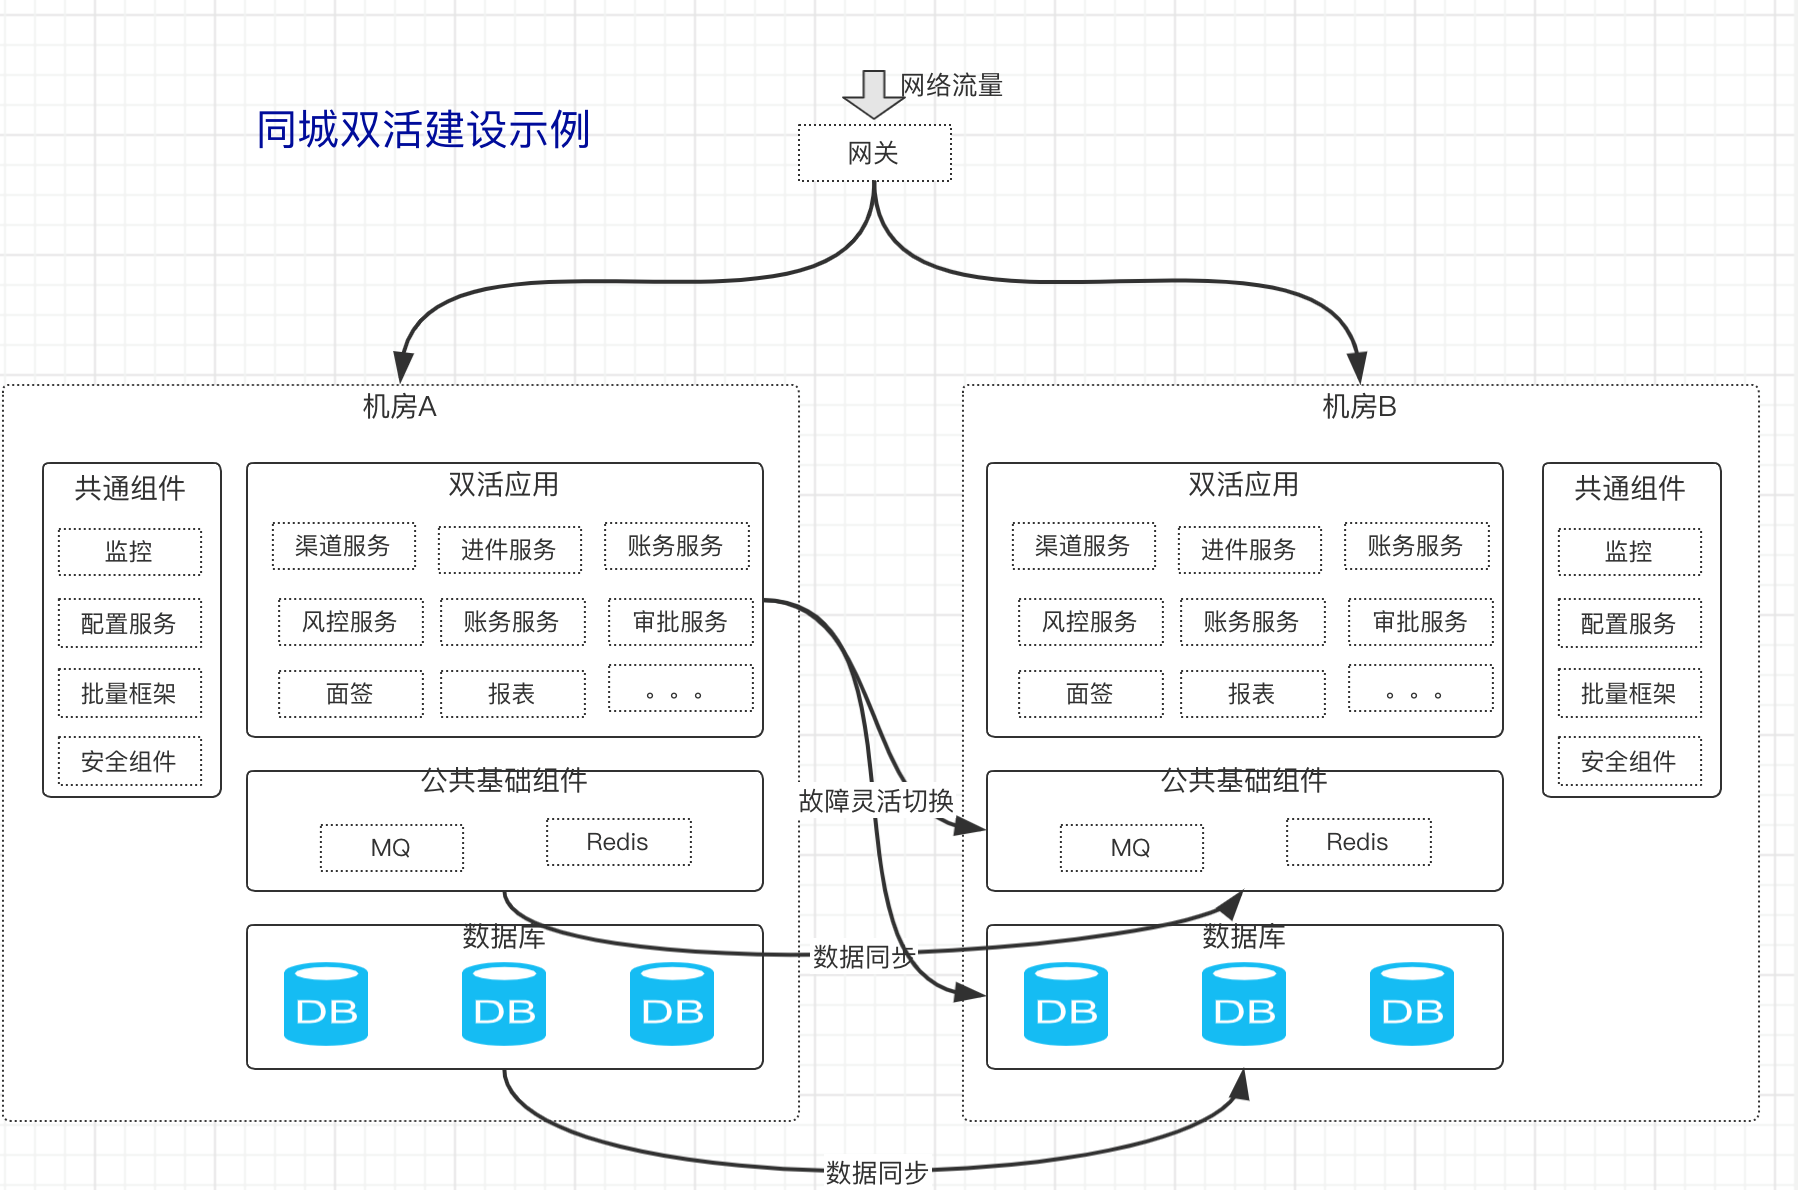 网络流量
同城双活建设示例
网关
机房A
共通组件
监控
配置服务
批量框架
安全组件
双活应用
渠道服务
进件服务
账务服务
风控服务
账务服务
审批服务
面签
报表
。。。
公共基础组件
MQ
Redis
数据库
DB
DB
DB
故障灵活切换
数据同步
数据同步
机房B
双活应用
渠道服务
进件服务
账务服务
风控服务
账务服务
审批服务
面签
报表
。。。
公共基础组件
MQ
Redis
数据库
DB
DB
DB
共通组件
监控
配置服务
批量框架
安全组件